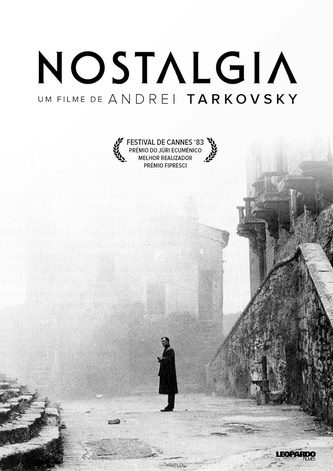 NOSTALGIA
UM FILME DE ANDREI TARKOVSKY
FESTIVAL DE CANNES '83
PRÉMIO DO JÚRI ECUMÉNICO
MELHOR REALIZADOR
PRÉMIO FIPRESCI
LEOPARDO
FILMES